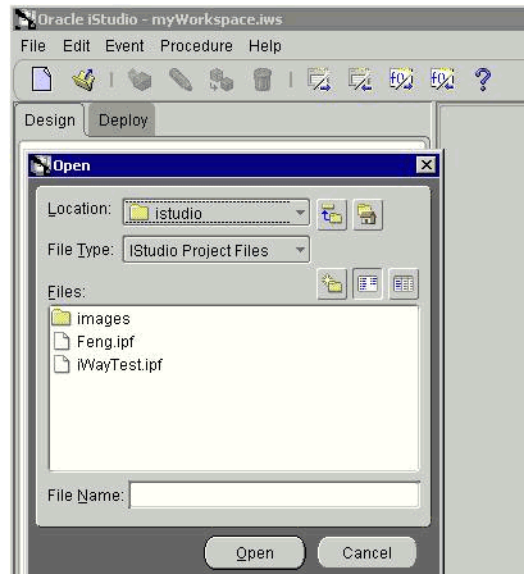 Oracle iStudio - myWorkspace.iws
File Edit Event Procedure Help
Design Deploy
Open
Location: istudio
File Type: IStudio Project Files
Files:
images
Feng.ipf
iWayTest.ipf
File Name:
Open Cancel